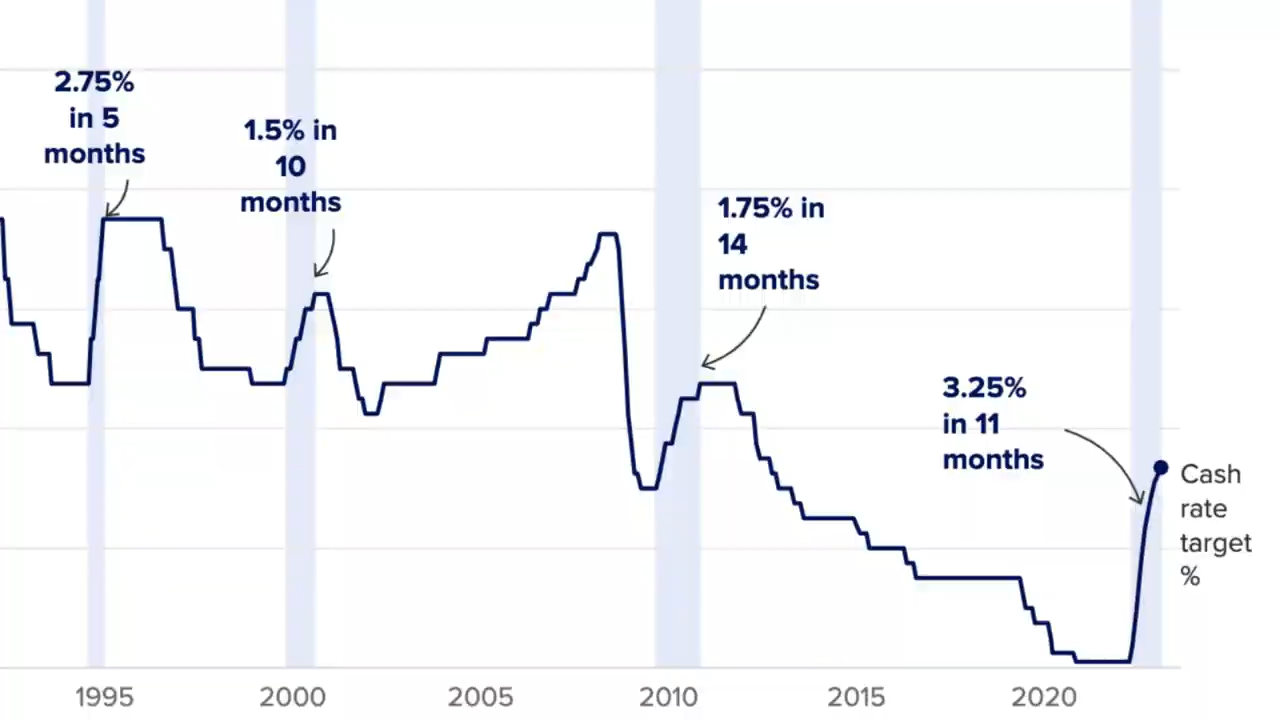 2.75%
in 5
months
1.5% in
10
months
1.75% in
14
months
3.25%
in 11
months
Cash
rate
target
%
1995
2000
2005
2010
2015
2020